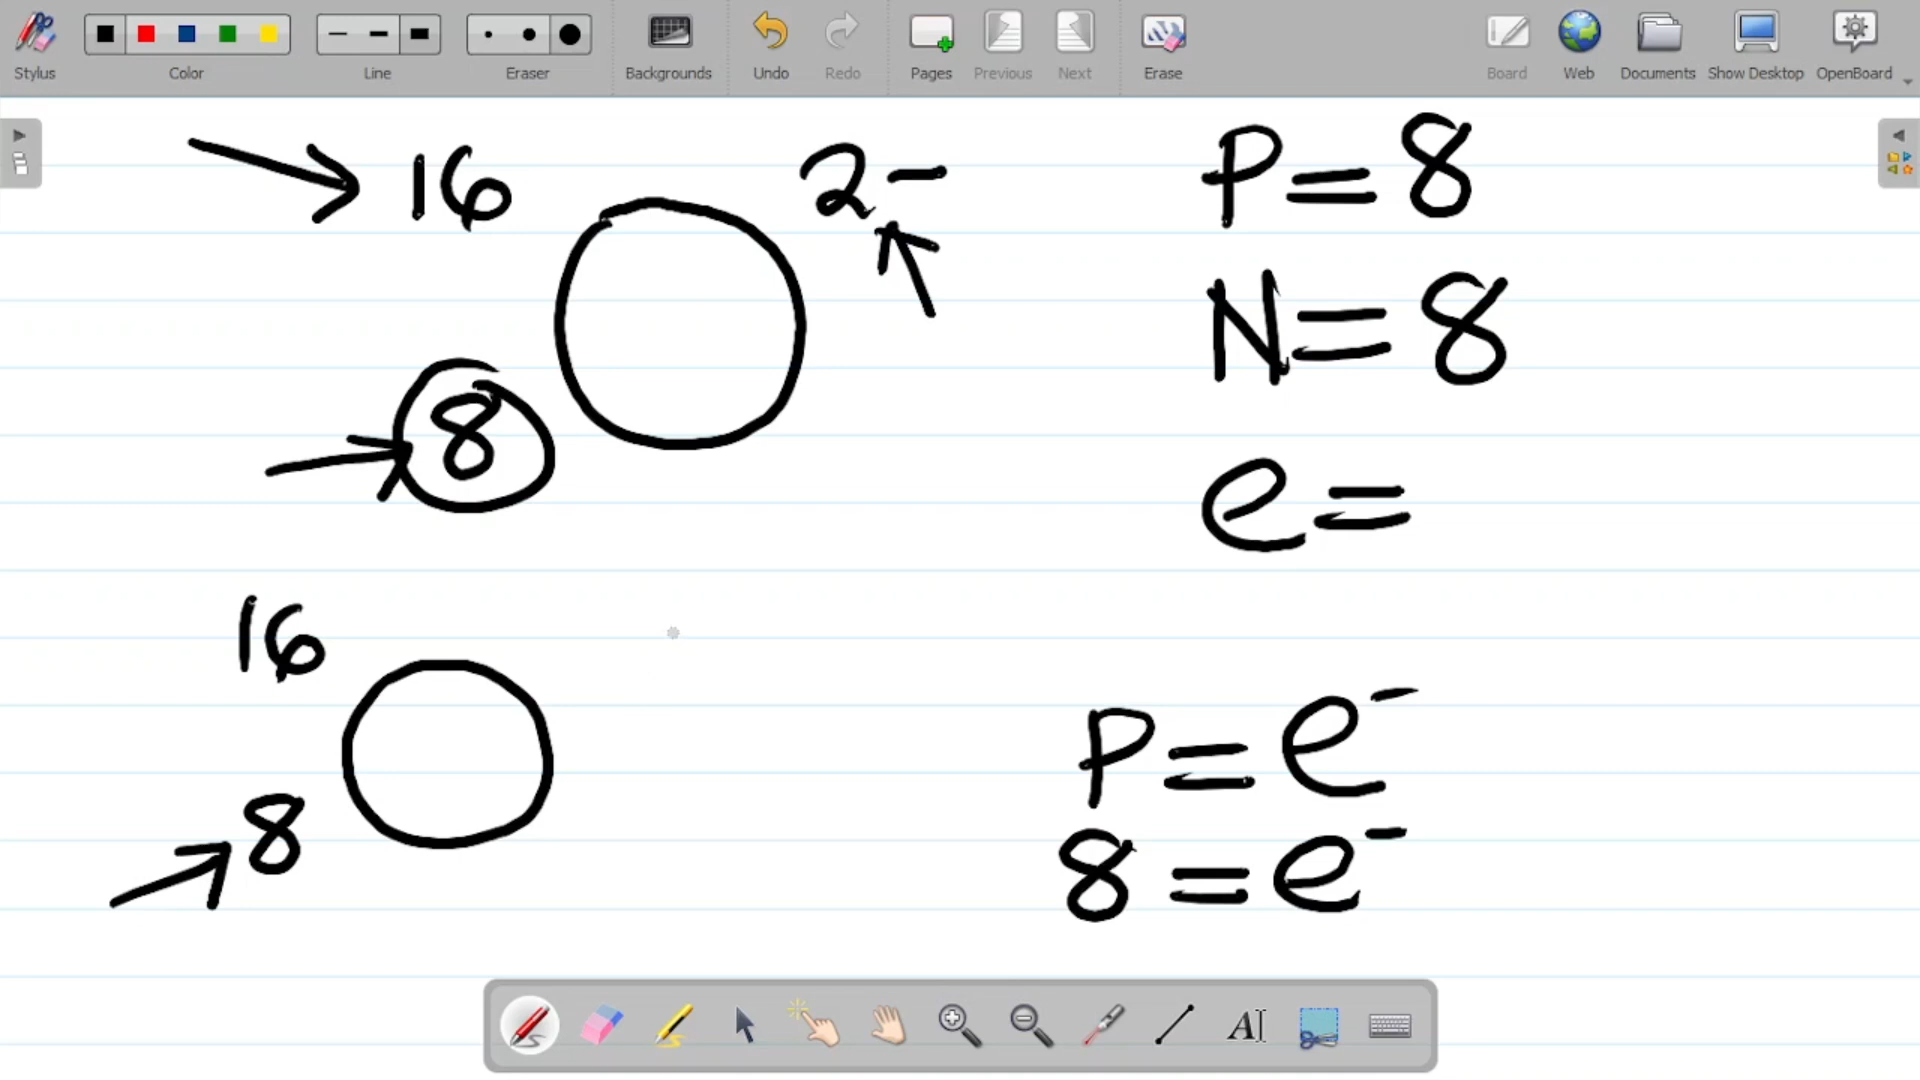 Stylus
Color
Line
Eraser
Backgrounds
Undo
Redo
Pages
Previous
Next
Erase
Board
Web
Documents
Show Desktop
OpenBoard
16 O 2-
8
P=8
N=8
e=
16 O
8
P=e-
8=e-